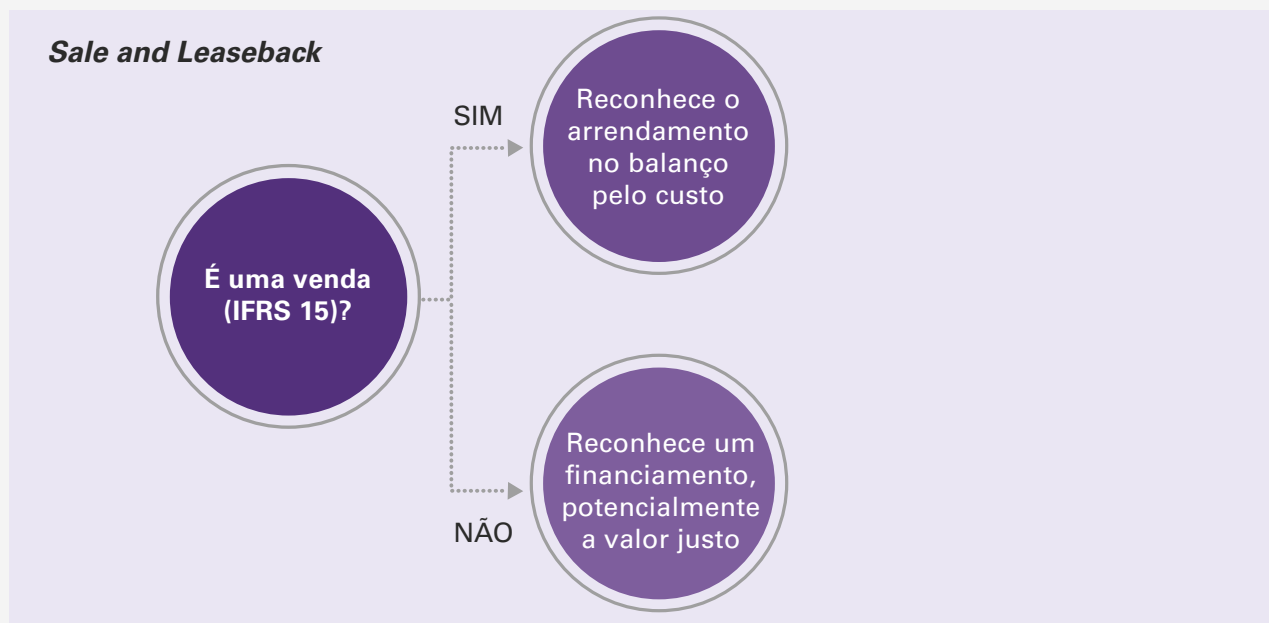 Sale and Leaseback
É uma venda
(IFRS 15)?
SIM
Reconhece o
arrendamento
no balanço
pelo custo
NÃO
Reconhece um
financiamento,
potencialmente
a valor justo